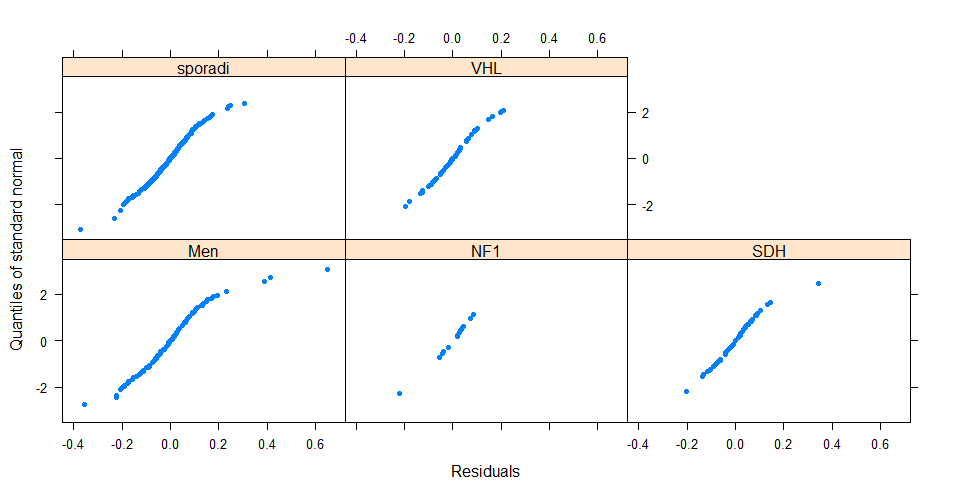 -0.4 0.0 0.4
-0.2 0.2 0.6
sporadi VHL
2
0
-2
Quantiles of standard normal
Men NF1 SDH
2
0
-2
-0.4 -0.2 0.0 0.2 0.4 0.6 -0.4 -0.2 0.0 0.2 0.4 0.6
Residuals